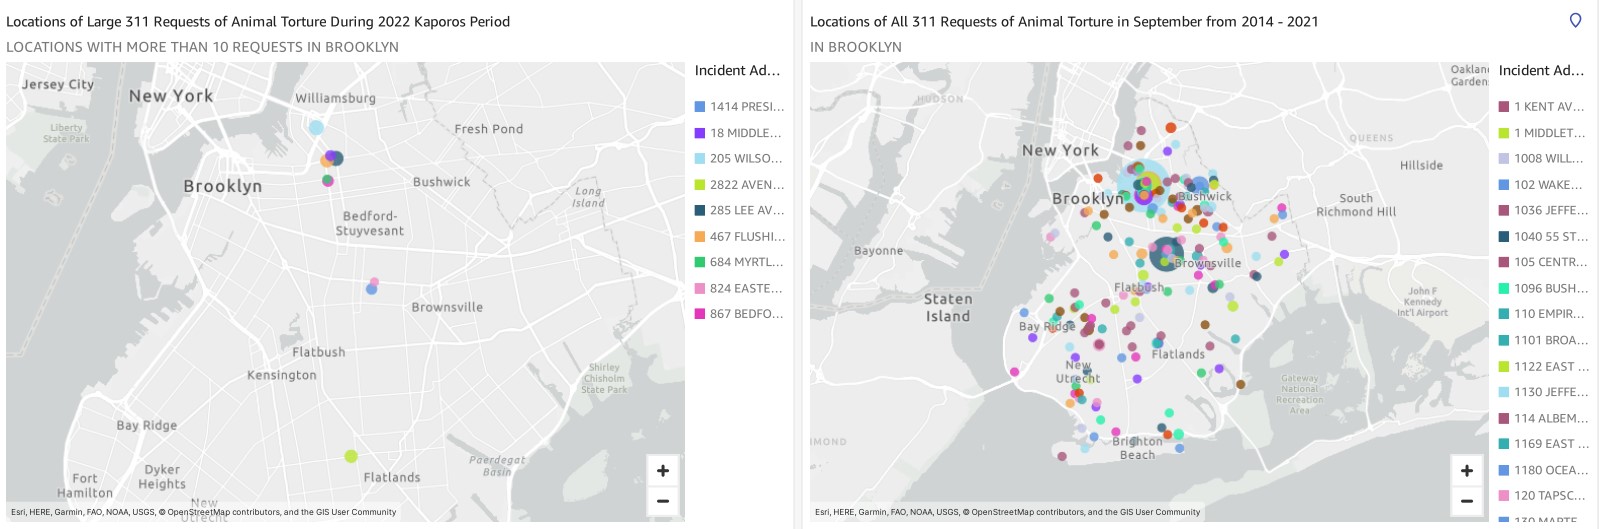 Locations of Large 311 Requests of Animal Torture During 2022 Kaporos Period
LOCATIONS WITH MORE THAN 10 REQUESTS IN BROOKLYN
Jersey City
New York
Williamsburg
Liberty
State Park
Fresh Pond
Brooklyn
Bushwick
Long
Island
Bedford-
Stuyvesant
Brownsville
Flatbush
Kensington
Shirley
Chisholm
State Park
Bay Ridge
Dyker
Heights
Paerdegat
Basin
Flatlands
Fort
Hamilton
New
Utrecht
+
−
Esri, HERE, Garmin, FAO, NOAA, USGS, © OpenStreetMap contributors, and the GIS User Community
Incident Ad...
1414 PRESI...
18 MIDDLE...
205 WILSO...
2822 AVEN...
285 LEE AV...
467 FLUSHI...
684 MYRTL...
824 EASTE...
867 BEDFO...
Locations of All 311 Requests of Animal Torture in September from 2014 - 2021
IN BROOKLYN
Oaklan
Gardens
HUDSON
New York
QUEENS
Hillside
Brooklyn
Bushwick
South
Richmond Hill
Bayonne
Brownsville
Flatbush
Staten
Island
John F
Kennedy
Int'l Airport
Bay Ridge
Flatlands
New
Utrecht
Gateway
National
Recreation
Area
MOND
Brighton
Beach
+
−
Esri, HERE, Garmin, FAO, NOAA, USGS, © OpenStreetMap contributors, and the GIS User Community
Incident Ad...
1 KENT AV...
1 MIDDLET...
1008 WILL...
102 WAKE...
1036 JEFFE...
1040 55 ST...
105 CENTR...
1096 BUSH...
110 EMPIR...
1101 BROA...
1122 EAST ...
1130 JEFFE...
114 ALBEM...
1169 EAST ...
1180 OCEA...
120 TAPSC...
130 MARTE...